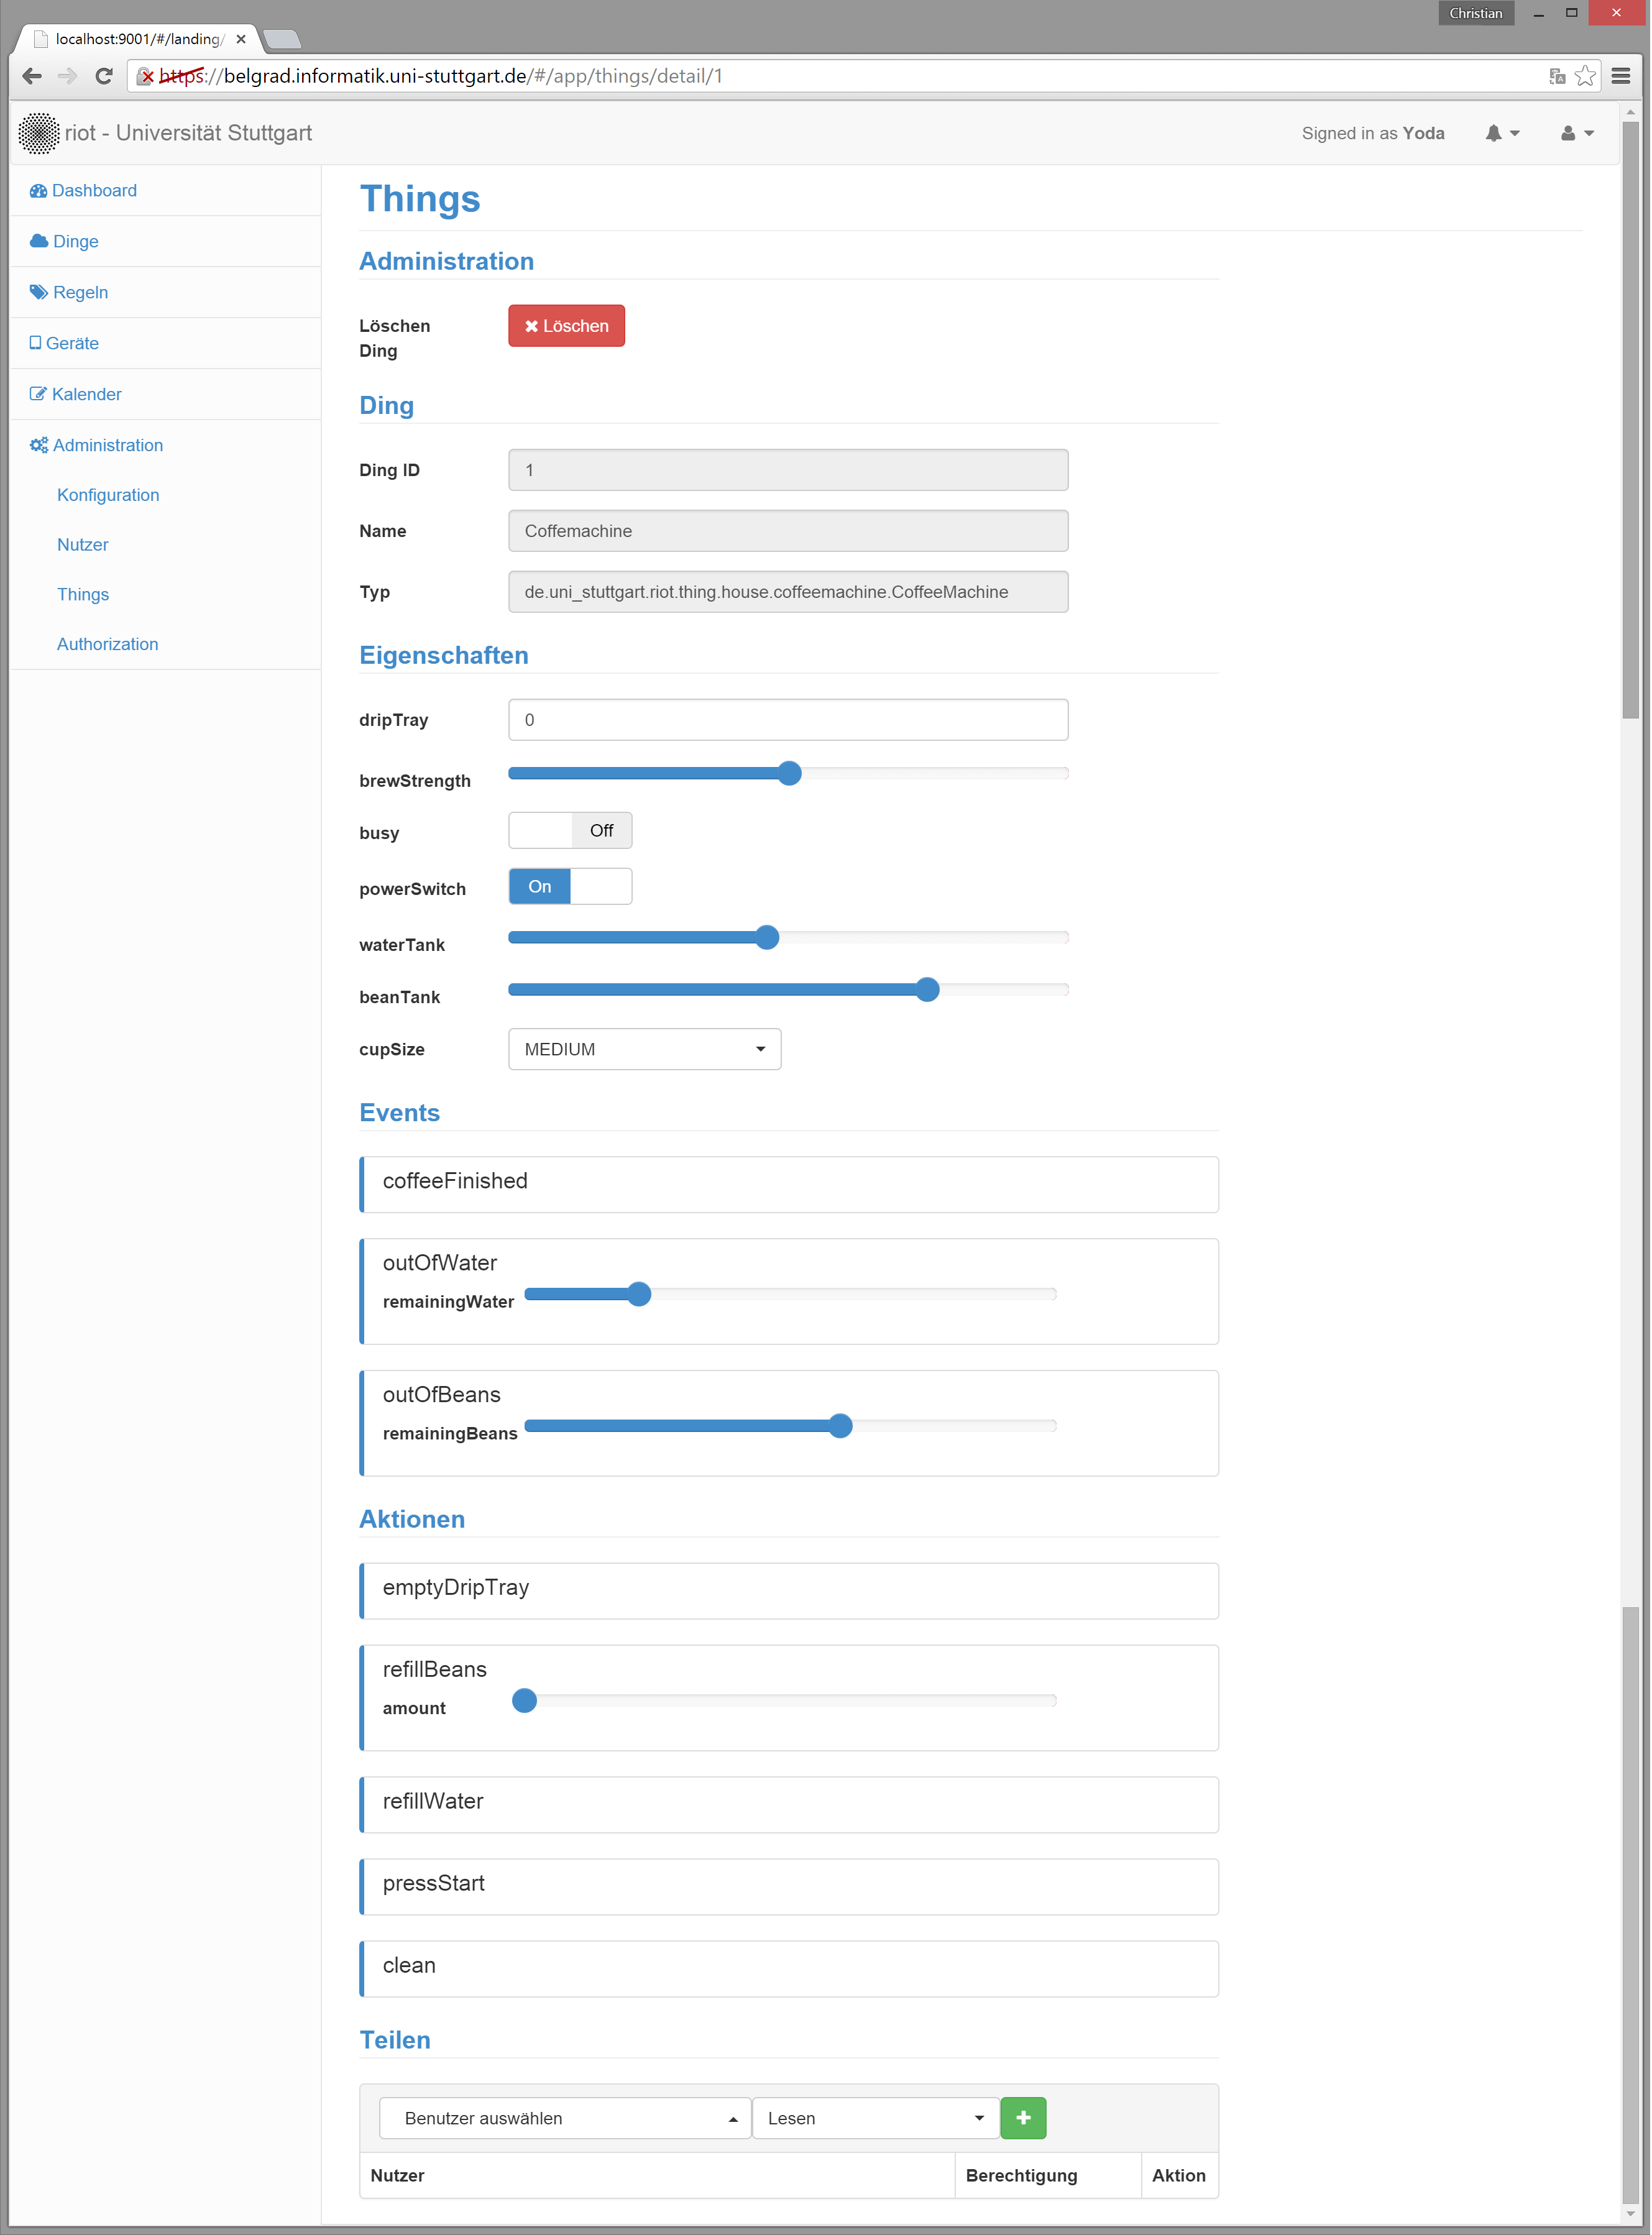 Christian
localhost:9001/#/landing/
https://belgrad.informatik.uni-stuttgart.de/#/app/things/detail/1
riot - Universität Stuttgart
Signed in as Yoda
Dashboard
Dinge
Regeln
Geräte
Kalender
Administration
Konfiguration
Nutzer
Things
Authorization
Things
Administration
Löschen Ding
Löschen
Ding
Ding ID 1
Name Coffemachine
Typ de.uni_stuttgart.riot.thing.house.coffeemachine.CoffeeMachine
Eigenschaften
dripTray 0
brewStrength
busy Off
powerSwitch On
waterTank
beanTank
cupSize MEDIUM
Events
coffeeFinished
outOfWater
remainingWater
outOfBeans
remainingBeans
Aktionen
emptyDripTray
refillBeans
amount
refillWater
pressStart
clean
Teilen
Benutzer auswählen Lesen
Nutzer Berechtigung Aktion